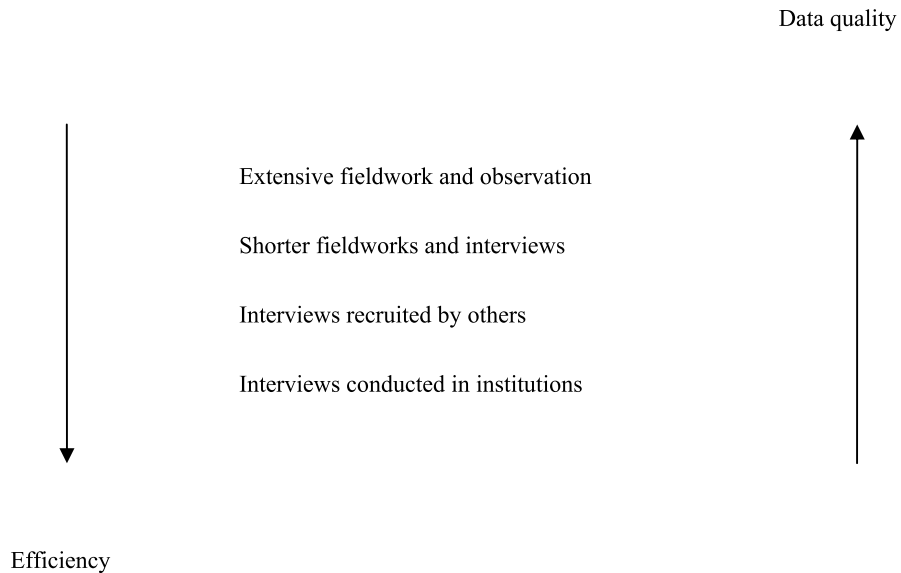 Data quality
Extensive fieldwork and observation
Shorter fieldworks and interviews
Interviews recruited by others
Interviews conducted in institutions
Efficiency